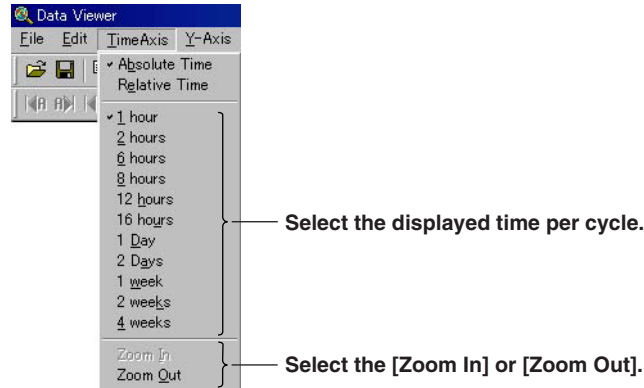 Data Viewer
File Edit TimeAxis Y-Axis
✓ Absolute Time
Relative Time
✓ 1 hour
2 hours
6 hours
8 hours
12 hours
16 hours
1 Day
2 Days
1 week
2 weeks
4 weeks
Select the displayed time per cycle.
Zoom In
Zoom Out
Select the [Zoom In] or [Zoom Out].